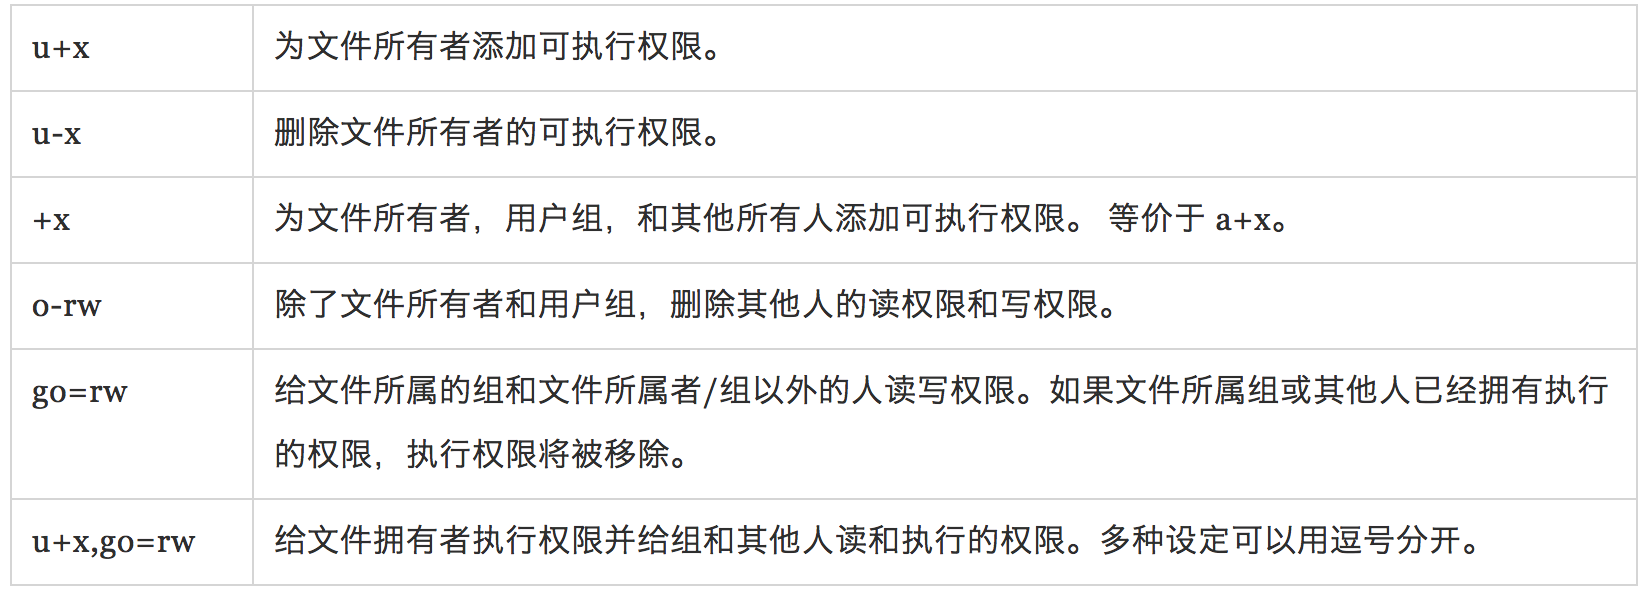 u+x 为文件所有者添加可执行权限。
u-x 删除文件所有者的可执行权限。
+x 为文件所有者，用户组，和其他所有人添加可执行权限。 等价于 a+x。
o-rw 除了文件所有者和用户组，删除其他人的读权限和写权限。
go=rw 给文件所属的组和文件所属者/组以外的人读写权限。如果文件所属组或其他人已经拥有执行
的权限，执行权限将被移除。
u+x,go=rw 给文件拥有者执行权限并给组和其他人读和执行的权限。多种设定可以用逗号分开。